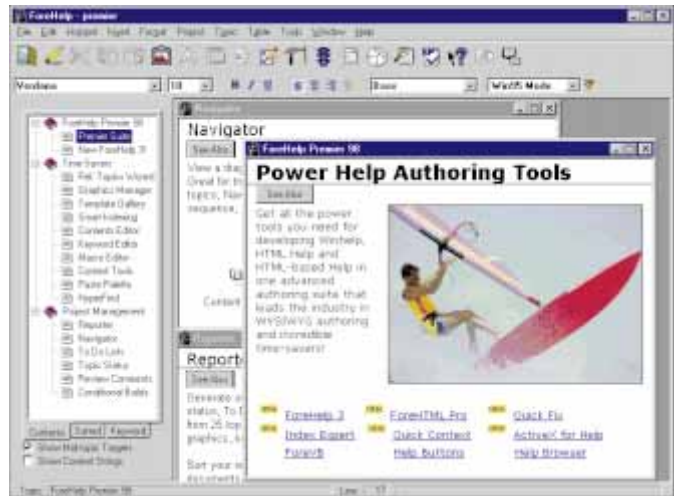 ForeHelp - premier
File Edit Hotspot Insert Format Project Topic Table Tools Window Help
Verdana
10
B I U
None
Win95 Mode
ForeHelp Premier 98
Premier Suite
New ForeHelp 3!
Time Savers
Rel. Topics Wizard
Graphics Manager
Template Gallery
Smart Indexing
Contents Editor
Keyword Editor
Macro Editor
Context Tools
Paste Palette
HyperFind
Project Management
Reporter
Navigator
To Do Lists
Topic Status
Review Comments
Conditional Builds
Contents Sorted Keyword
Show Hotspot Targets
Show Context Strings
Navigator
Navigator
See Also
View a
Great for
topics,
sequence,
Content
Reporter
Report
See Also
Generate
status, To
from 25 top
graphics,
Sort your
documents
ForeHelp Premier 98
Power Help Authoring Tools
See Also
Get all the power
tools you need for
developing WinHelp,
HTML Help and
HTML-based Help in
one advanced
authoring suite that
leads the industry in
WYSIWYG authoring
and incredible
time-savers!
ForeHelp 3 ForeHTML Pro Quick Fix
Index Expert Quick Context ActiveX for Help
ForeVB Help Buttons Help Browser
Topic: ForeHelp Premier 98
Line : 17